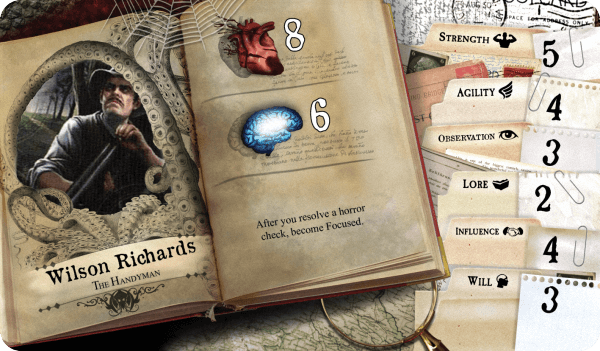 8
6
After you resolve a horror
check, become Focused.
Wilson Richards
The Handyman
Strength 5
Agility 4
Observation 3
Lore 2
Influence 4
Will 3